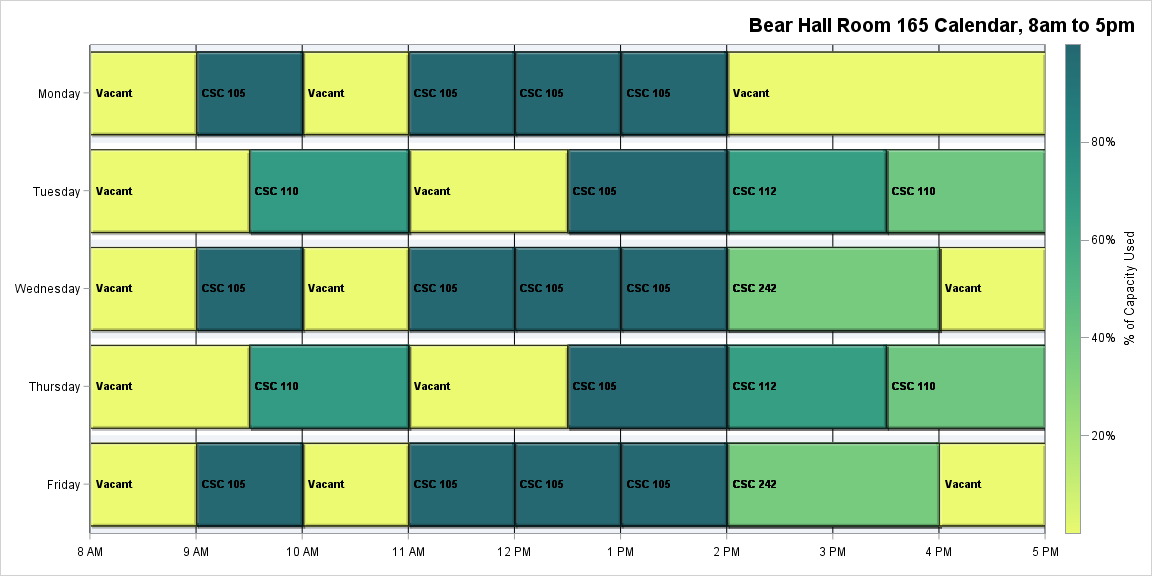 Bear Hall Room 165 Calendar, 8am to 5pm
Monday Vacant CSC 105 Vacant CSC 105 CSC 105 CSC 105 Vacant
80%
Tuesday Vacant CSC 110 Vacant CSC 105 CSC 112 CSC 110
60%
Wednesday Vacant CSC 105 Vacant CSC 105 CSC 105 CSC 105 CSC 242 Vacant
% of Capacity Used
40%
Thursday Vacant CSC 110 Vacant CSC 105 CSC 112 CSC 110
20%
Friday Vacant CSC 105 Vacant CSC 105 CSC 105 CSC 105 CSC 242 Vacant
8 AM 9 AM 10 AM 11 AM 12 PM 1 PM 2 PM 3 PM 4 PM 5 PM